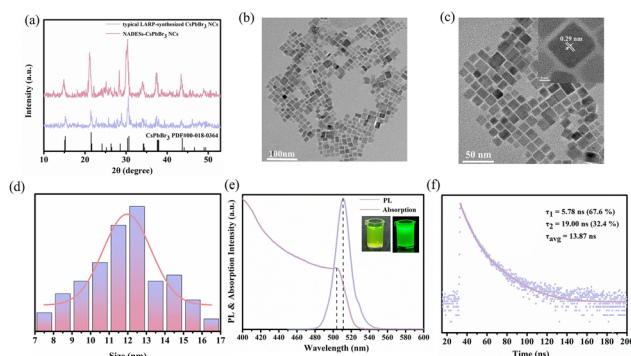 (a)
typical LARP-synthesized CsPbBr3 NCs
NADESs-CsPbBr3 NCs
Intensity (a.u.)
CsPbBr3 PDF#00-018-0364
10 20 30 40 50
2θ (degree)
(b)
100nm
(c)
0.29 nm
50 nm
(d)
7 8 9 10 11 12 13 14 15 16 17
Size (nm)
(e)
PL
Absorption
PL & Absorption Intensity (a.u.)
400 420 440 460 480 500 520 540 560 580 600
Wavelength (nm)
(f)
τ1 = 5.78 ns (67.6 %)
τ2 = 19.00 ns (32.4 %)
τavg = 13.87 ns
20 40 60 80 100 120 140 160 180 200
Time (ns)